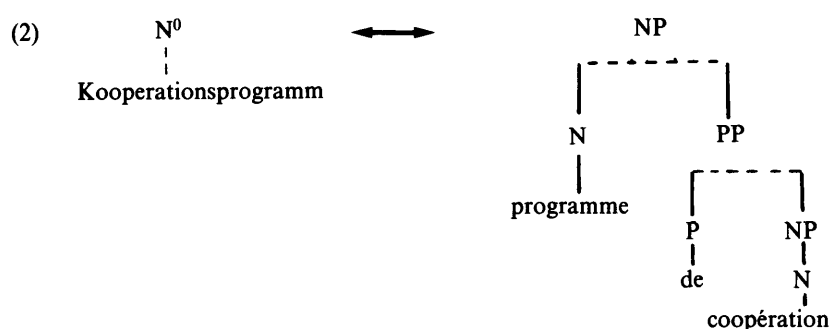 (2) N⁰ NP
Kooperationsprogramm
N PP
programme
P NP
de N
coopération